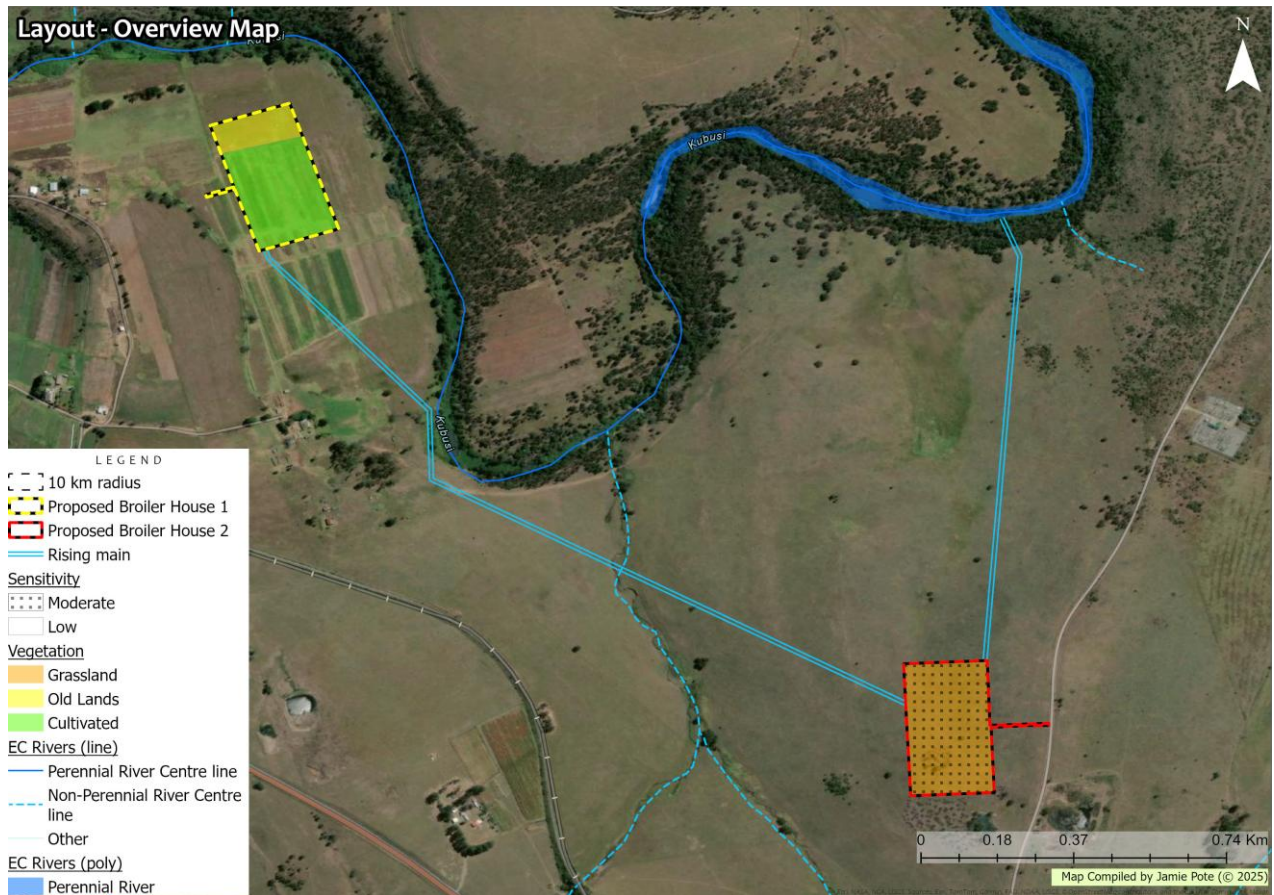 Layout - Overview Map
N
Kubusi
Kubusi
Kubusi
LEGEND
10 km radius
Proposed Broiler House 1
Proposed Broiler House 2
Rising main
Sensitivity
Moderate
Low
Vegetation
Grassland
Old Lands
Cultivated
EC Rivers (line)
Perennial River Centre line
Non-Perennial River Centre
line
Other
EC Rivers (poly)
Perennial River
0 0.18 0.37 0.74 Km
Map Compiled by Jamie Pote (© 2025)